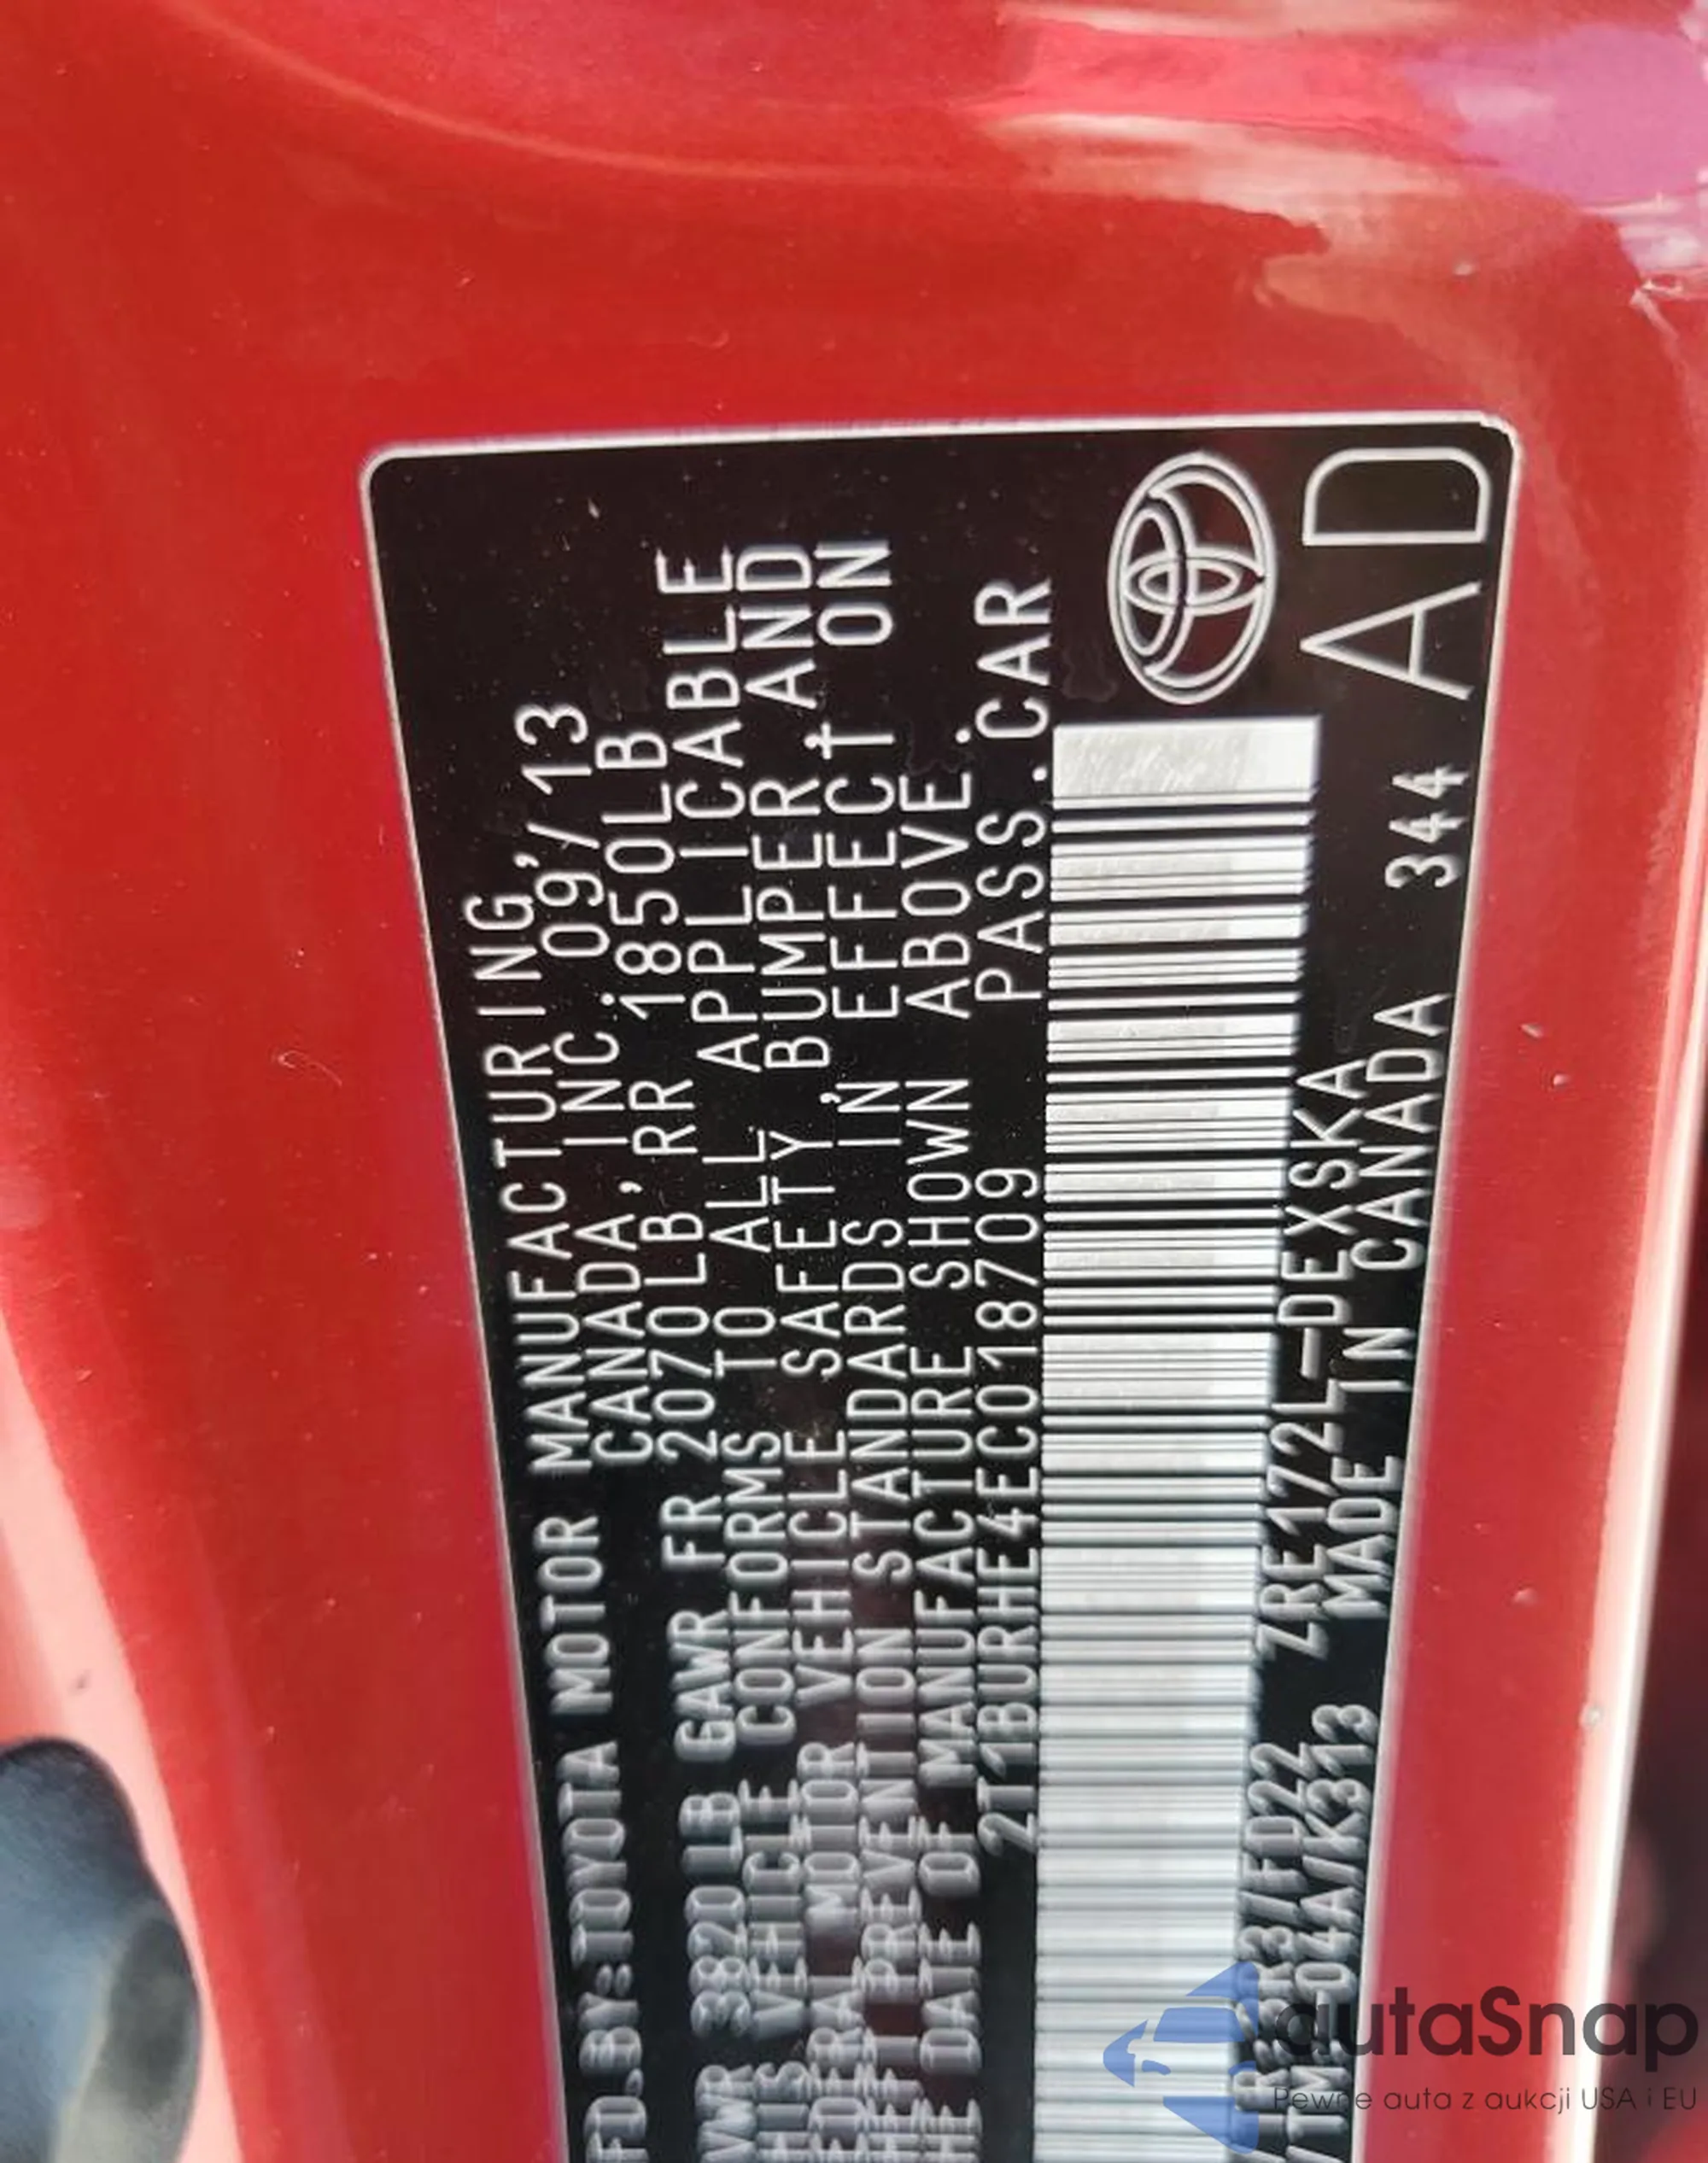 MFD.BY:TOYOTA MOTOR MANUFACTURING,
CANADA, INC. 09/13
GVWR 3820LB GAWR FR 2070LB RR 1850LB
THIS VEHICLE CONFORMS TO ALL APPLICABLE
FEDERAL MOTOR VEHICLE SAFETY, BUMPER, AND
THEFT PREVENTION STANDARDS IN EFFECT ON
THE DATE OF MANUFACTURE SHOWN ABOVE.
2T1BURHE4EC018709 PASS.CAR
3R3/FD22 ZRE172L-DEXSKA
/TM:-04A/K313 MADE IN CANADA 344
AD
autaSnap
Pewne auta z aukcji USA i EU